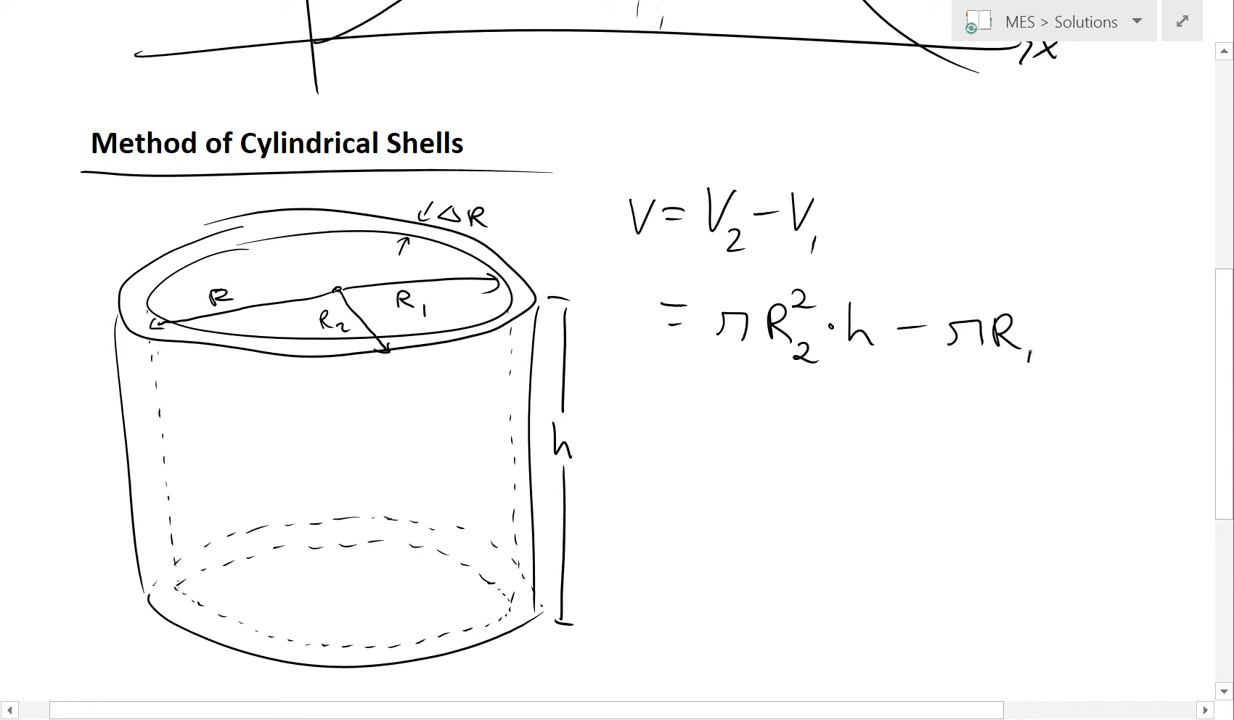 MES > Solutions
x
Method of Cylindrical Shells
ΔR
R
R₁
R₂
h
V = V₂ - V₁
= πR₂² · h - πR₁